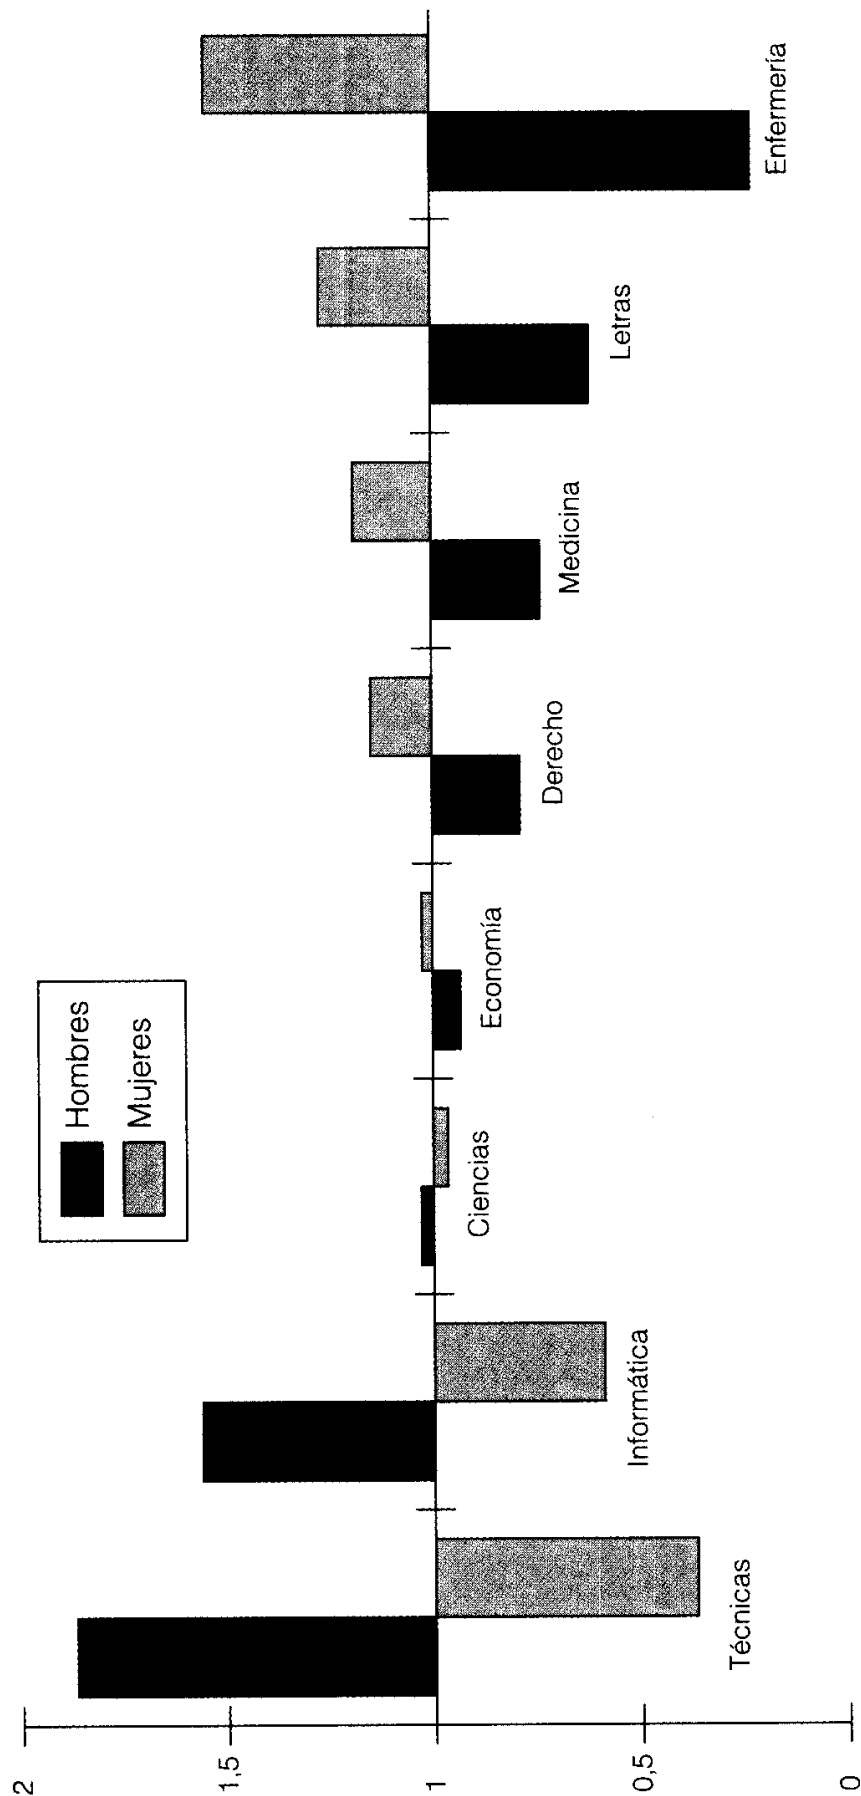 2
1,5
1
0,5
0
Hombres
Mujeres
Técnicas
Informática
Ciencias
Economía
Derecho
Medicina
Letras
Enfermería